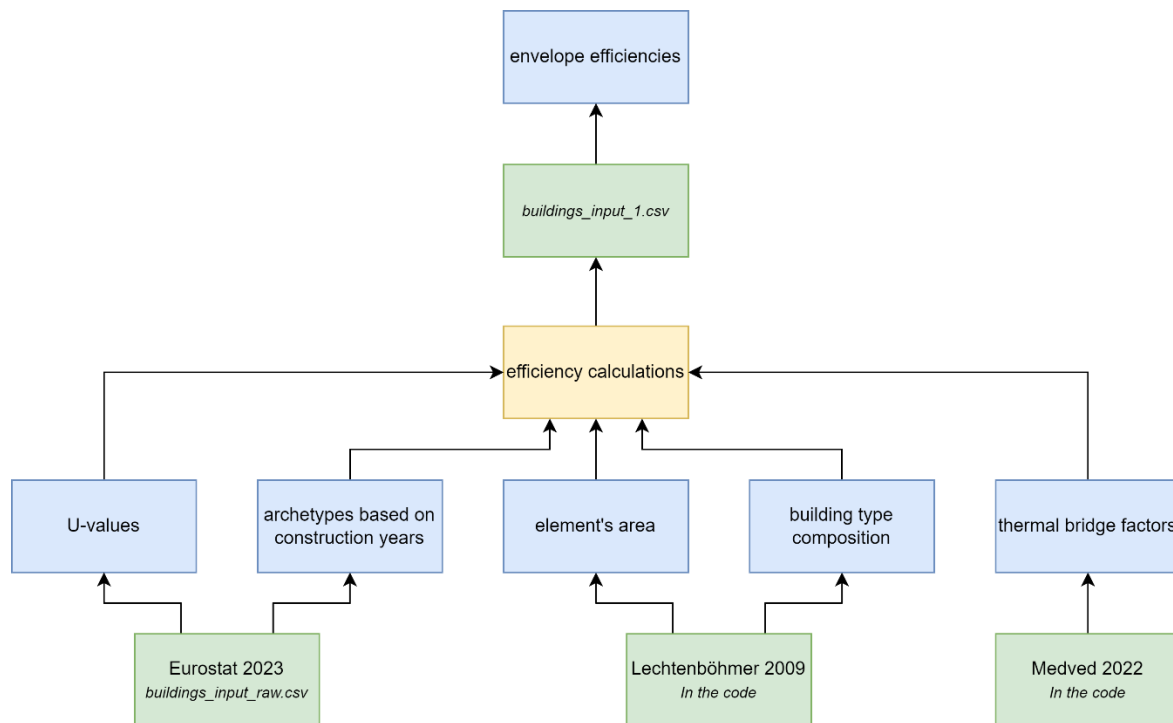 envelope efficiencies
buildings_input_1.csv
efficiency calculations
U-values
archetypes based on
construction years
element's area
building type
composition
thermal bridge factors
Eurostat 2023
buildings_input_raw.csv
Lechtenböhmer 2009
In the code
Medved 2022
In the code